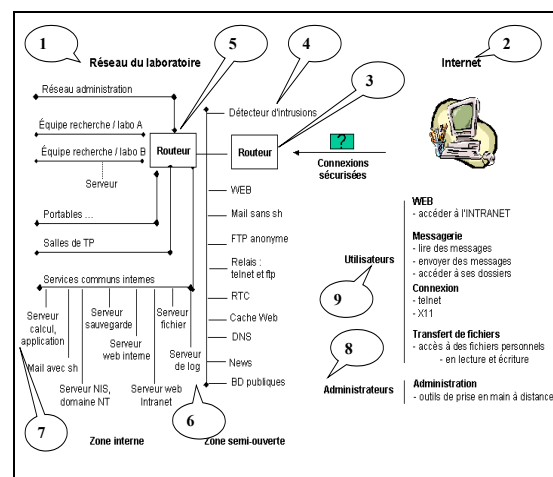 1
5
4
2
Réseau du laboratoire
Internet
3
Réseau administration
Détecteur d'intrusions
Équipe recherche / labo A
Équipe recherche / labo B
Routeur
Routeur
?
Connexions
sécurisées
Serveur
Portables ...
Salles de TP
Services communs internes
Serveur
calcul,
application
Serveur
sauvegarde
Serveur
fichier
Serveur
web interne
Serveur
de log
Mail avec sh
Serveur NIS,
domaine NT
Serveur web
Intranet
WEB
Mail sans sh
FTP anonyme
Relais :
telnet et ftp
RTC
Cache Web
DNS
News
BD publiques
WEB
- accéder à l'INTRANET
Messagerie
- lire des messages
- envoyer des messages
- accéder à ses dossiers
Utilisateurs
Connexion
- telnet
- X11
9
Transfert de fichiers
- accès à des fichiers personnels
- en lecture et écriture
8
Administrateurs
Administration
- outils de prise en main à distance
7
6
Zone interne
Zone semi-ouverte